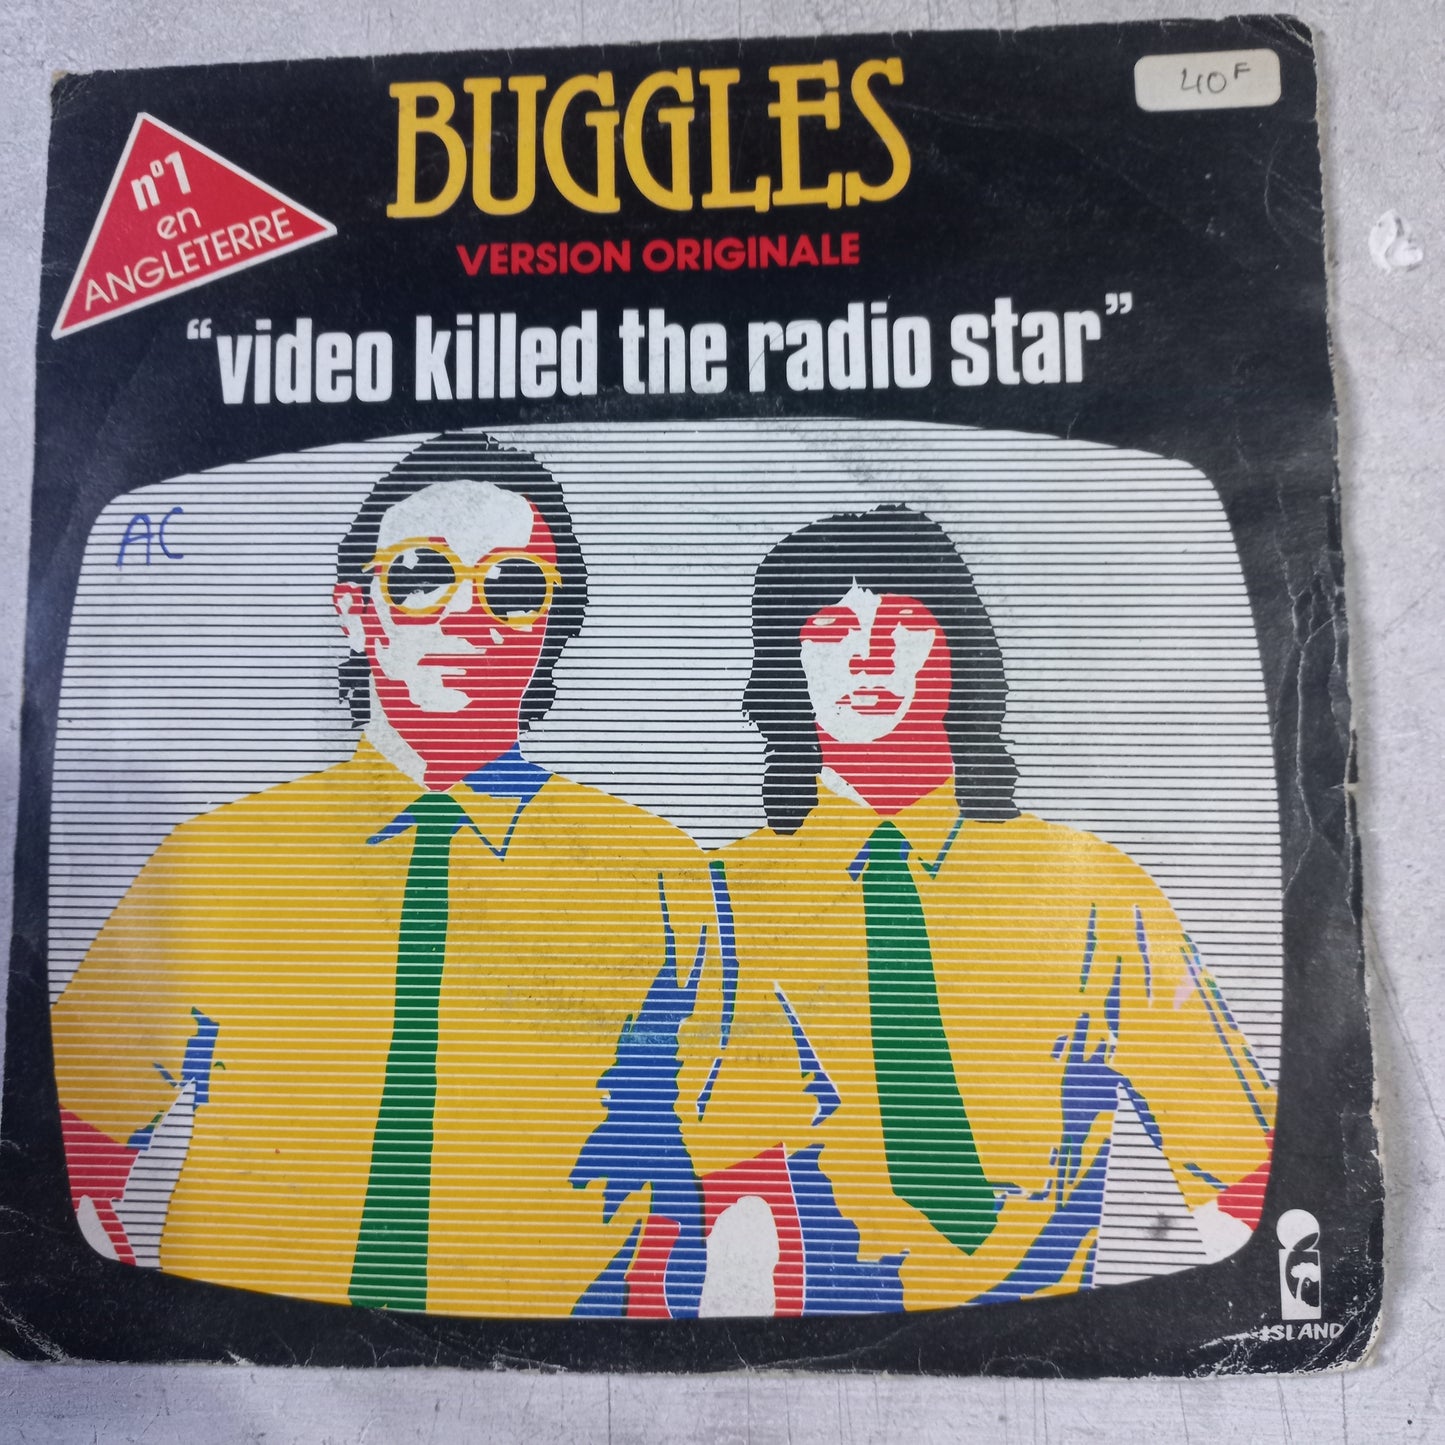 BUGGLES
40F
n°1
en
ANGLETERRE
VERSION ORIGINALE
“video killed the radio star”
AC
ISLAND